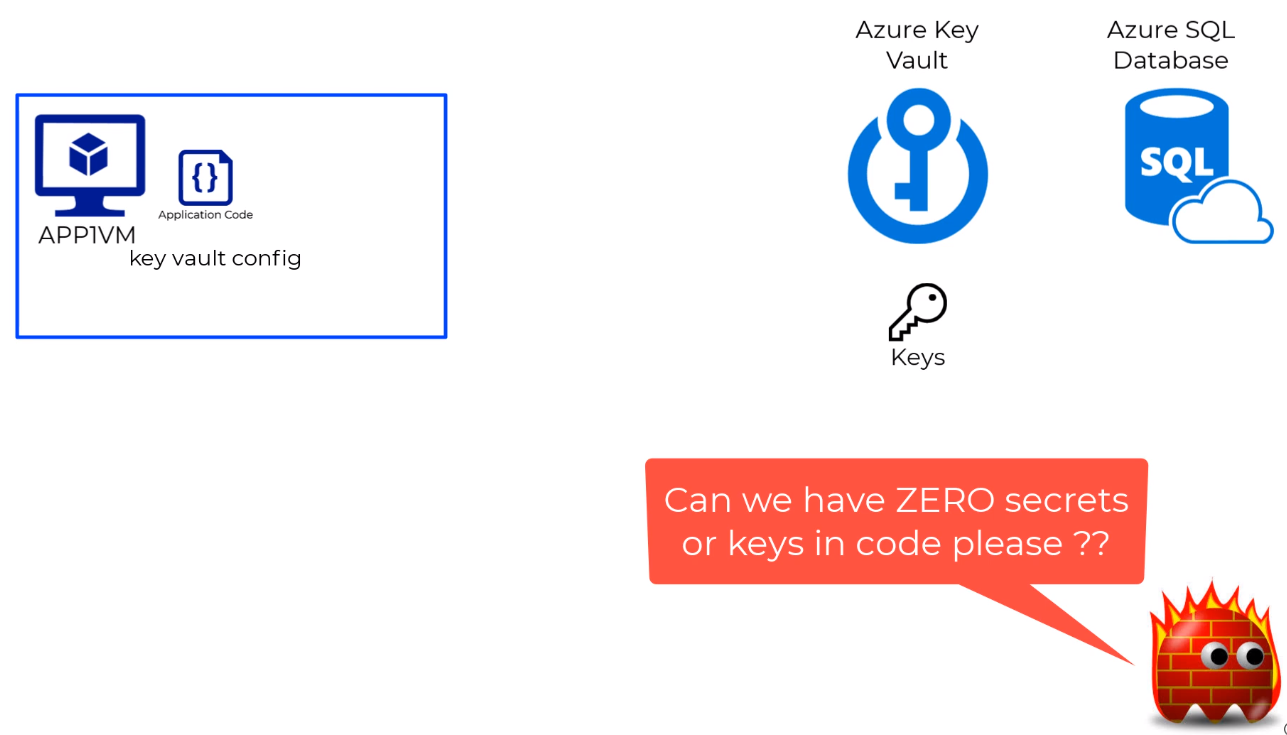 Azure Key
Vault
Azure SQL
Database
SQL
Application Code
APP1VM
key vault config
Keys
Can we have ZERO secrets
or keys in code please ??